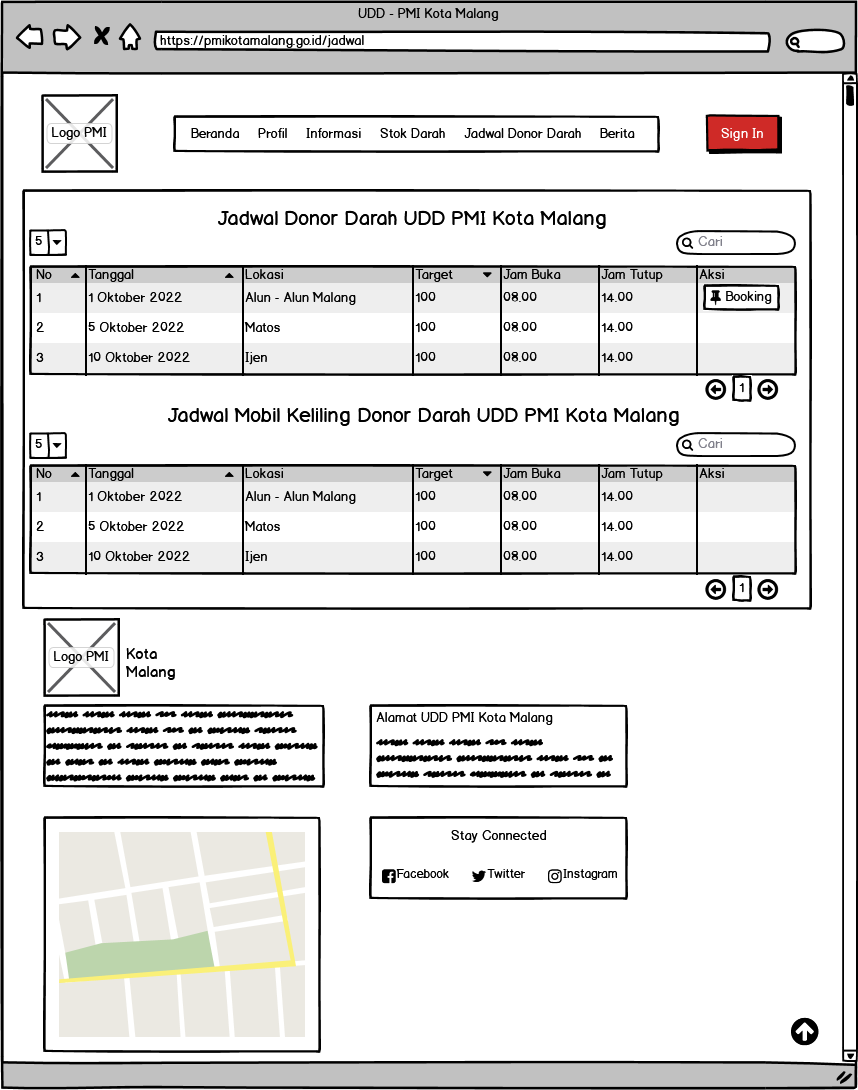 UDD - PMI Kota Malang
https://pmikotamalang.go.id/jadwal
Logo PMI
Beranda Profil Informasi Stok Darah Jadwal Donor Darah Berita
Sign In
Jadwal Donor Darah UDD PMI Kota Malang
5
Cari
No Tanggal Lokasi Target Jam Buka Jam Tutup Aksi
1 1 Oktober 2022 Alun - Alun Malang 100 08.00 14.00 Booking
2 5 Oktober 2022 Matos 100 08.00 14.00
3 10 Oktober 2022 Ijen 100 08.00 14.00
1
Jadwal Mobil Keliling Donor Darah UDD PMI Kota Malang
5
Cari
No Tanggal Lokasi Target Jam Buka Jam Tutup Aksi
1 1 Oktober 2022 Alun - Alun Malang 100 08.00 14.00
2 5 Oktober 2022 Matos 100 08.00 14.00
3 10 Oktober 2022 Ijen 100 08.00 14.00
1
Logo PMI
Kota
Malang
Alamat UDD PMI Kota Malang
Stay Connected
Facebook Twitter Instagram